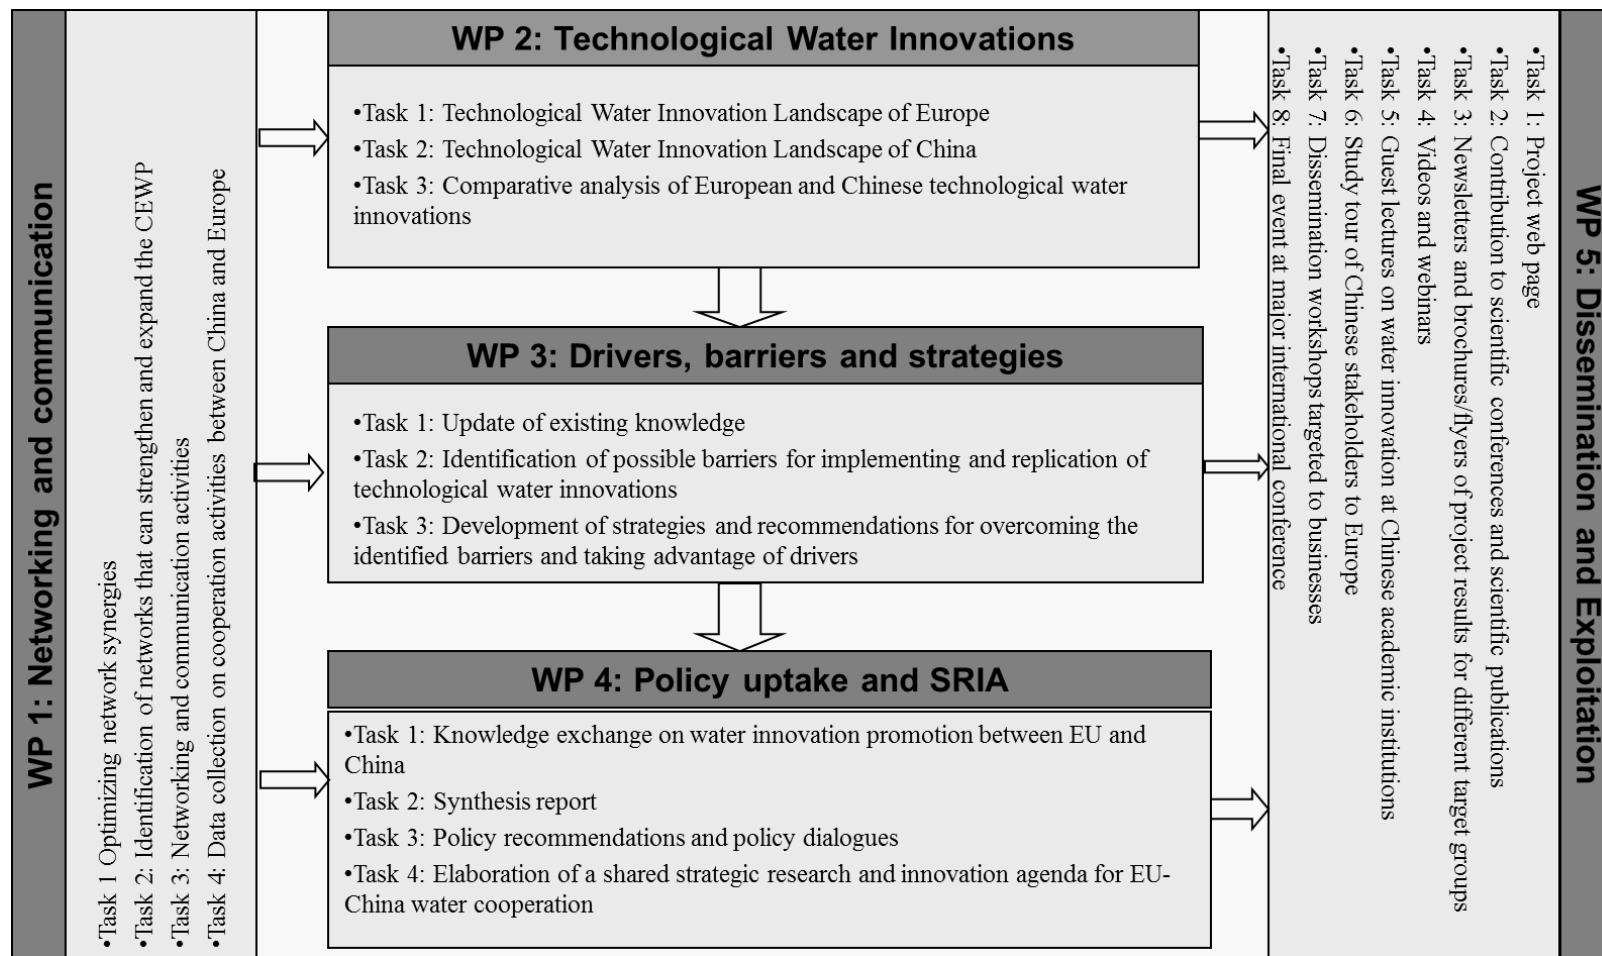 WP 1: Networking and communication
•Task 1 Optimizing network synergies
•Task 2: Identification of networks that can strengthen and expand the CEWP
•Task 3: Networking and communication activities
•Task 4: Data collection on cooperation activities between China and Europe
WP 2: Technological Water Innovations
•Task 1: Technological Water Innovation Landscape of Europe
•Task 2: Technological Water Innovation Landscape of China
•Task 3: Comparative analysis of European and Chinese technological water
innovations
WP 3: Drivers, barriers and strategies
•Task 1: Update of existing knowledge
•Task 2: Identification of possible barriers for implementing and replication of
technological water innovations
•Task 3: Development of strategies and recommendations for overcoming the
identified barriers and taking advantage of drivers
WP 4: Policy uptake and SRIA
•Task 1: Knowledge exchange on water innovation promotion between EU and
China
•Task 2: Synthesis report
•Task 3: Policy recommendations and policy dialogues
•Task 4: Elaboration of a shared strategic research and innovation agenda for EU-
China water cooperation
WP 5: Dissemination and Exploitation
•Task 1: Project web page
•Task 2: Contribution to scientific conferences and scientific publications
•Task 3: Newsletters and brochures/flyers of project results for different target groups
•Task 4: Videos and webinars
•Task 5: Guest lectures on water innovation at Chinese academic institutions
•Task 6: Study tour of Chinese stakeholders to Europe
•Task 7: Dissemination workshops targeted to businesses
•Task 8: Final event at major international conference